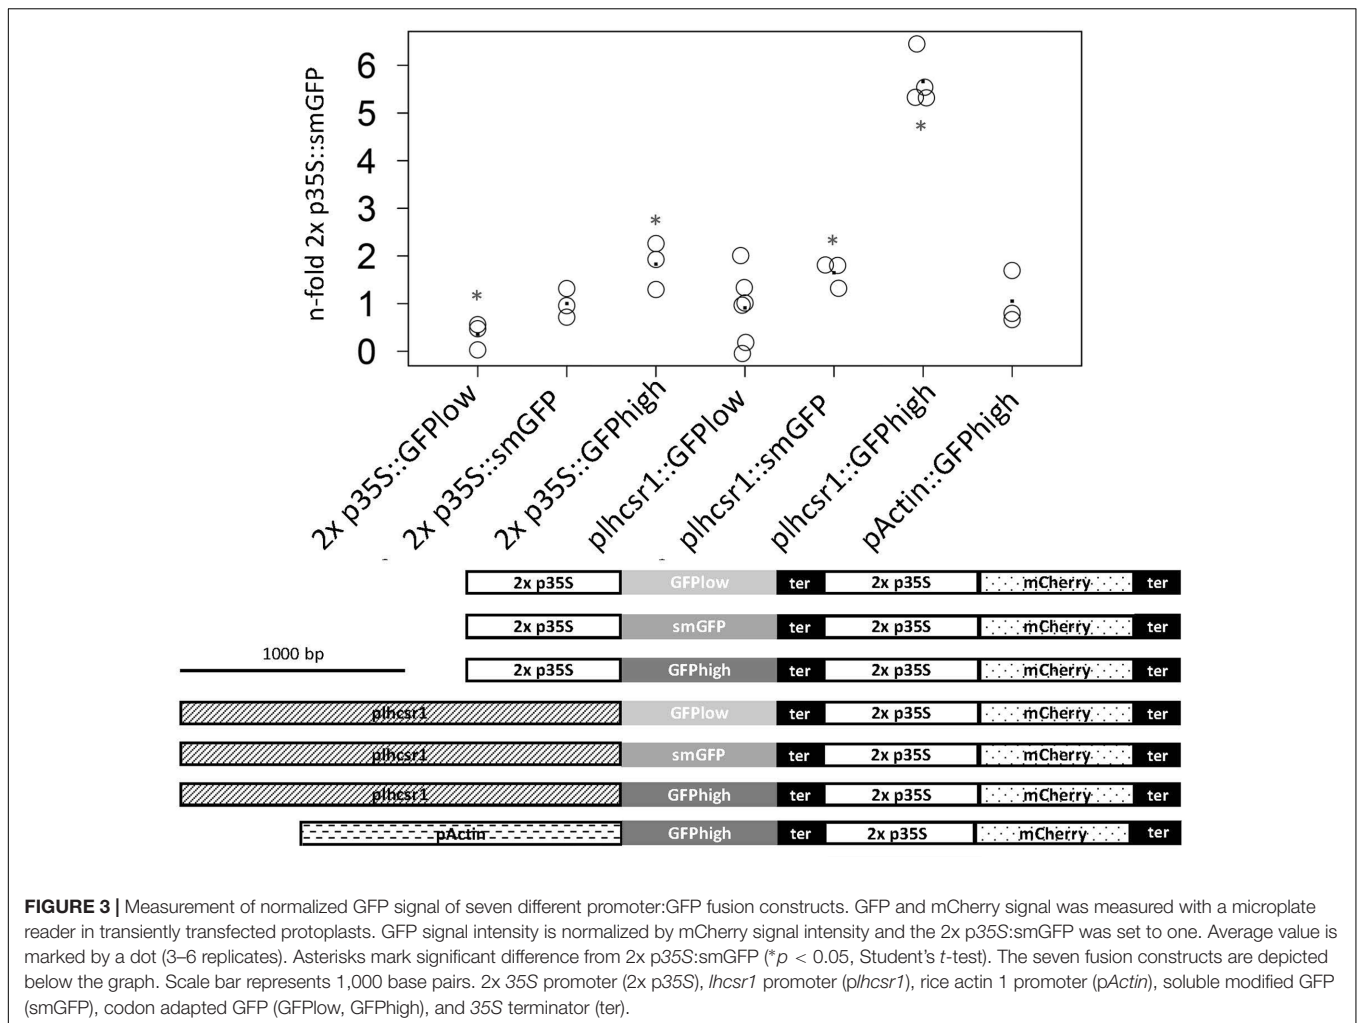 n-fold 2x p35S::smGFP
6
5
4
3
2
1
0
*
*
*
*
2x p35S::GFPlow
2x p35S::smGFP
2x p35S::GFPhigh
plhcsr1::GFPlow
plhcsr1::smGFP
plhcsr1::GFPhigh
pActin::GFPhigh
2x p35S GFPlow ter 2x p35S mCherry ter
2x p35S smGFP ter 2x p35S mCherry ter
1000 bp
2x p35S GFPhigh ter 2x p35S mCherry ter
plhcsr1 GFPlow ter 2x p35S mCherry ter
plhcsr1 smGFP ter 2x p35S mCherry ter
plhcsr1 GFPhigh ter 2x p35S mCherry ter
pActin GFPhigh ter 2x p35S mCherry ter
FIGURE 3 | Measurement of normalized GFP signal of seven different promoter:GFP fusion constructs. GFP and mCherry signal was measured with a microplate
reader in transiently transfected protoplasts. GFP signal intensity is normalized by mCherry signal intensity and the 2x p35S:smGFP was set to one. Average value is
marked by a dot (3–6 replicates). Asterisks mark significant difference from 2x p35S:smGFP (*p < 0.05, Student's t-test). The seven fusion constructs are depicted
below the graph. Scale bar represents 1,000 base pairs. 2x 35S promoter (2x p35S), lhcsr1 promoter (plhcsr1), rice actin 1 promoter (pActin), soluble modified GFP
(smGFP), codon adapted GFP (GFPlow, GFPhigh), and 35S terminator (ter).